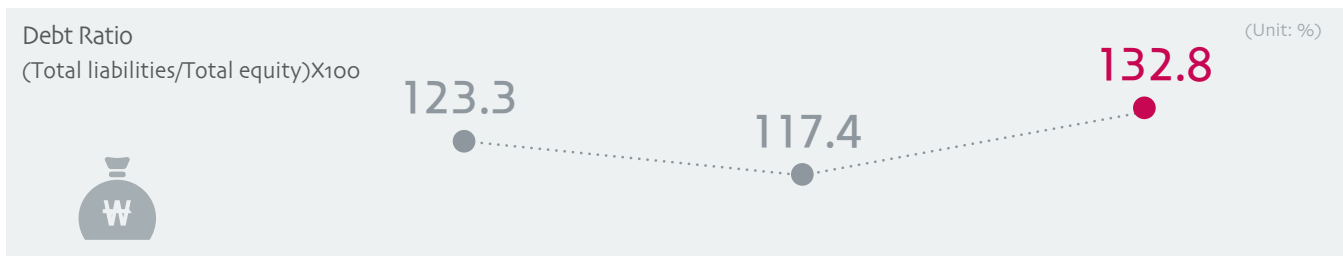 Debt Ratio
(Total liabilities/Total equity)X100
(Unit: %)
123.3
117.4
132.8
₩